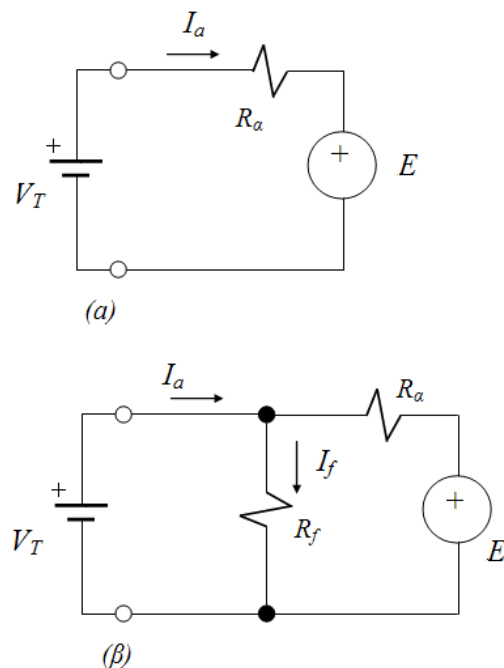 I_a
R_α
+
+
V_T
E
(α)
I_a
R_α
I_f
+
+
V_T
R_f
E
(β)